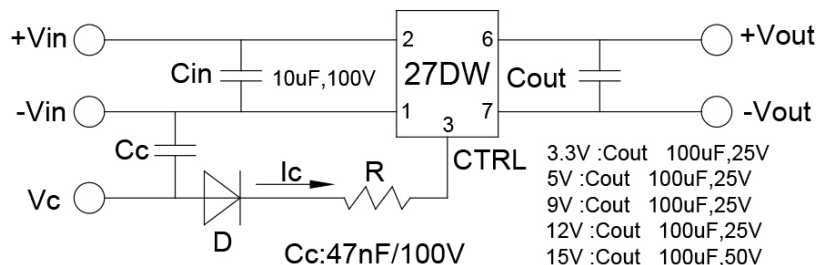 +Vin
2
6
+Vout
Cin
10uF,100V
27DW
Cout
-Vin
1
7
-Vout
3
Cc
CTRL
Ic
R
Vc
D
Cc:47nF/100V
3.3V :Cout 100uF,25V
5V :Cout 100uF,25V
9V :Cout 100uF,25V
12V :Cout 100uF,25V
15V :Cout 100uF,50V